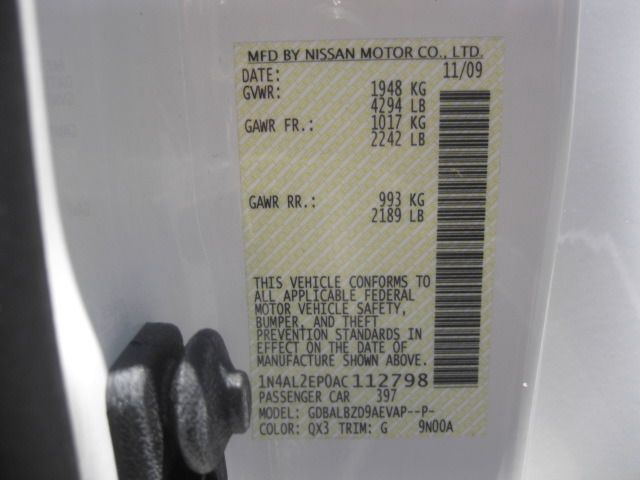 MFD BY NISSAN MOTOR CO., LTD.
DATE: 11/09
GVWR: 1948 KG
4294 LB
GAWR FR.: 1017 KG
2242 LB
GAWR RR.: 993 KG
2189 LB
THIS VEHICLE CONFORMS TO
ALL APPLICABLE FEDERAL
MOTOR VEHICLE SAFETY,
BUMPER, AND THEFT
PREVENTION STANDARDS IN
EFFECT ON THE DATE OF
MANUFACTURE SHOWN ABOVE.
1N4AL2EP0AC112798
PASSENGER CAR 397
MODEL: GDBALBZD9AEVAP--P-
COLOR: QX3 TRIM: G 9N00A